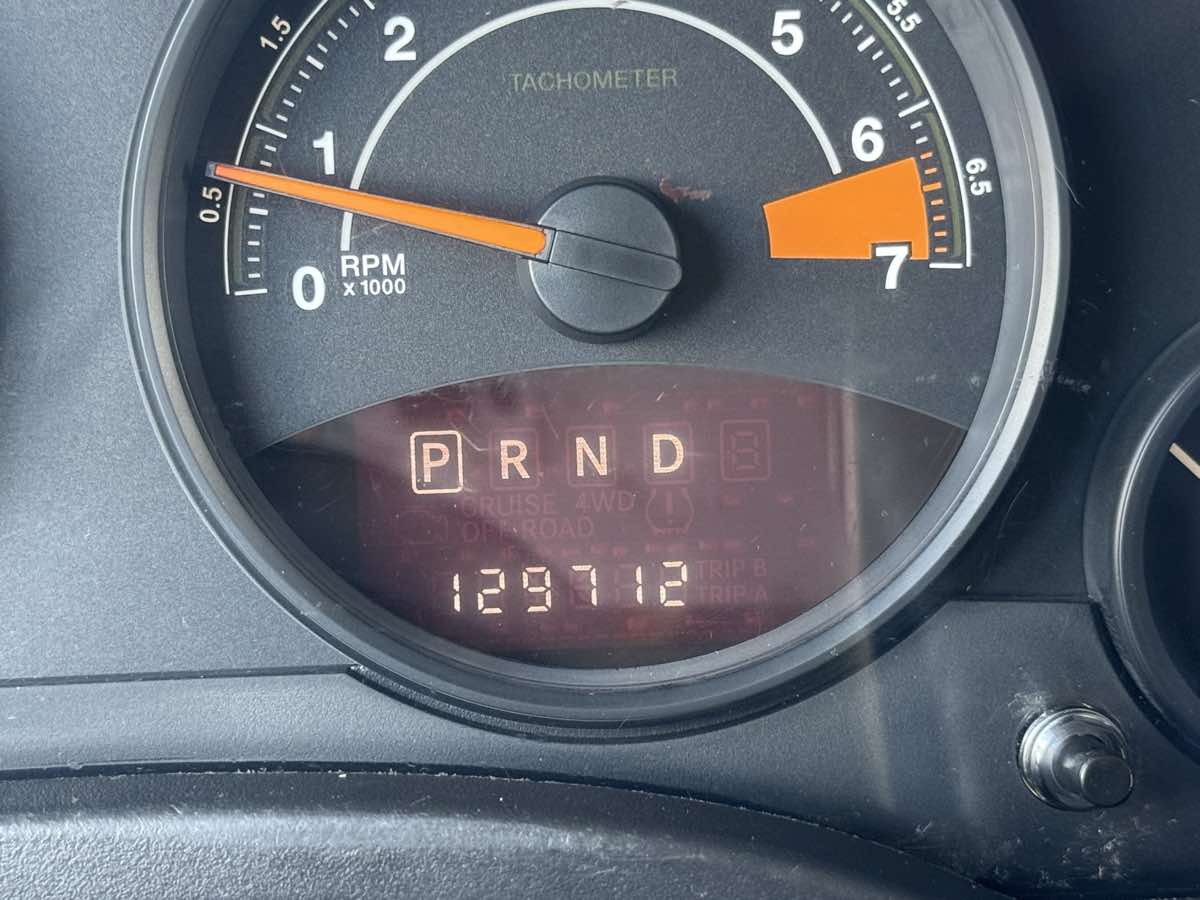 1.5
2
5
5.5
TACHOMETER
1
6
0.5
6.5
0
RPM
x 1000
7
P R N D
CRUISE 4WD
OFF ROAD
129712
TRIP B
TRIP A